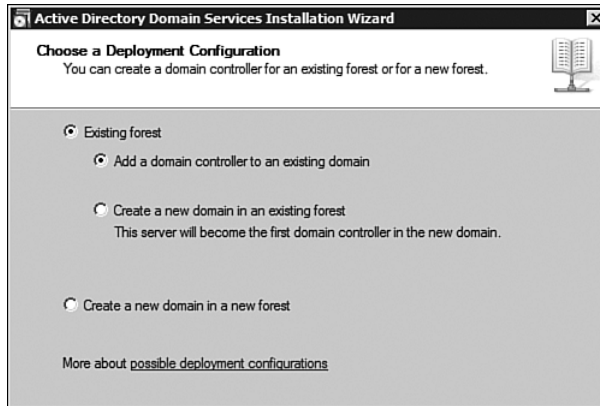 Active Directory Domain Services Installation Wizard
Choose a Deployment Configuration
You can create a domain controller for an existing forest or for a new forest.
Existing forest
Add a domain controller to an existing domain
Create a new domain in an existing forest
This server will become the first domain controller in the new domain.
Create a new domain in a new forest
More about possible deployment configurations